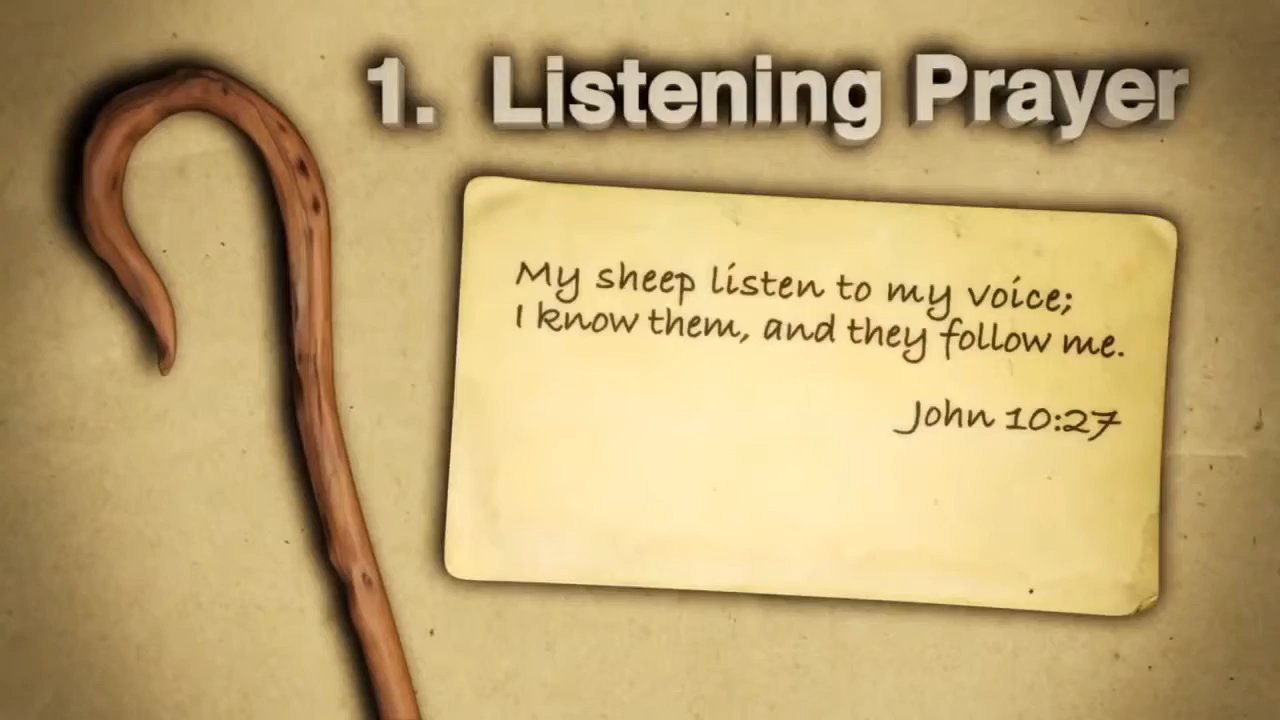 1. Listening Prayer
My sheep listen to my voice;
I know them, and they follow me.
John 10:27